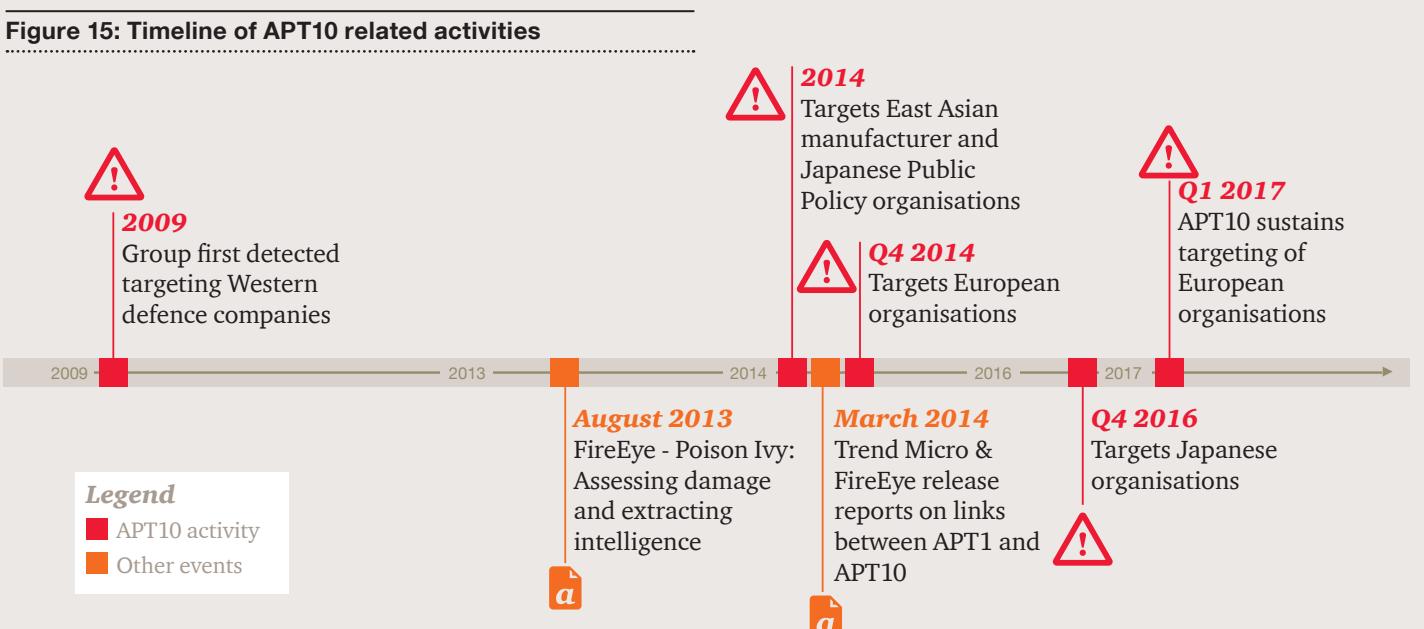 Figure 15: Timeline of APT10 related activities
2014
Targets East Asian
manufacturer and
Japanese Public
Policy organisations
Q1 2017
APT10 sustains
targeting of
European
organisations
2009
Group first detected
targeting Western
defence companies
Q4 2014
Targets European
organisations
2009
2013
2014
2016
2017
August 2013
FireEye - Poison Ivy:
Assessing damage
and extracting
intelligence
March 2014
Trend Micro &
FireEye release
reports on links
between APT1 and
APT10
Q4 2016
Targets Japanese
organisations
Legend
APT10 activity
Other events
a
a